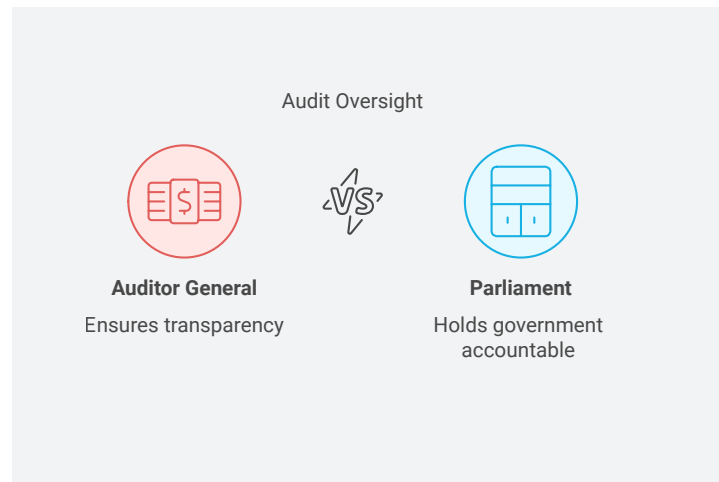 Audit Oversight
$
VS
Auditor General
Parliament
Ensures transparency
Holds government
accountable